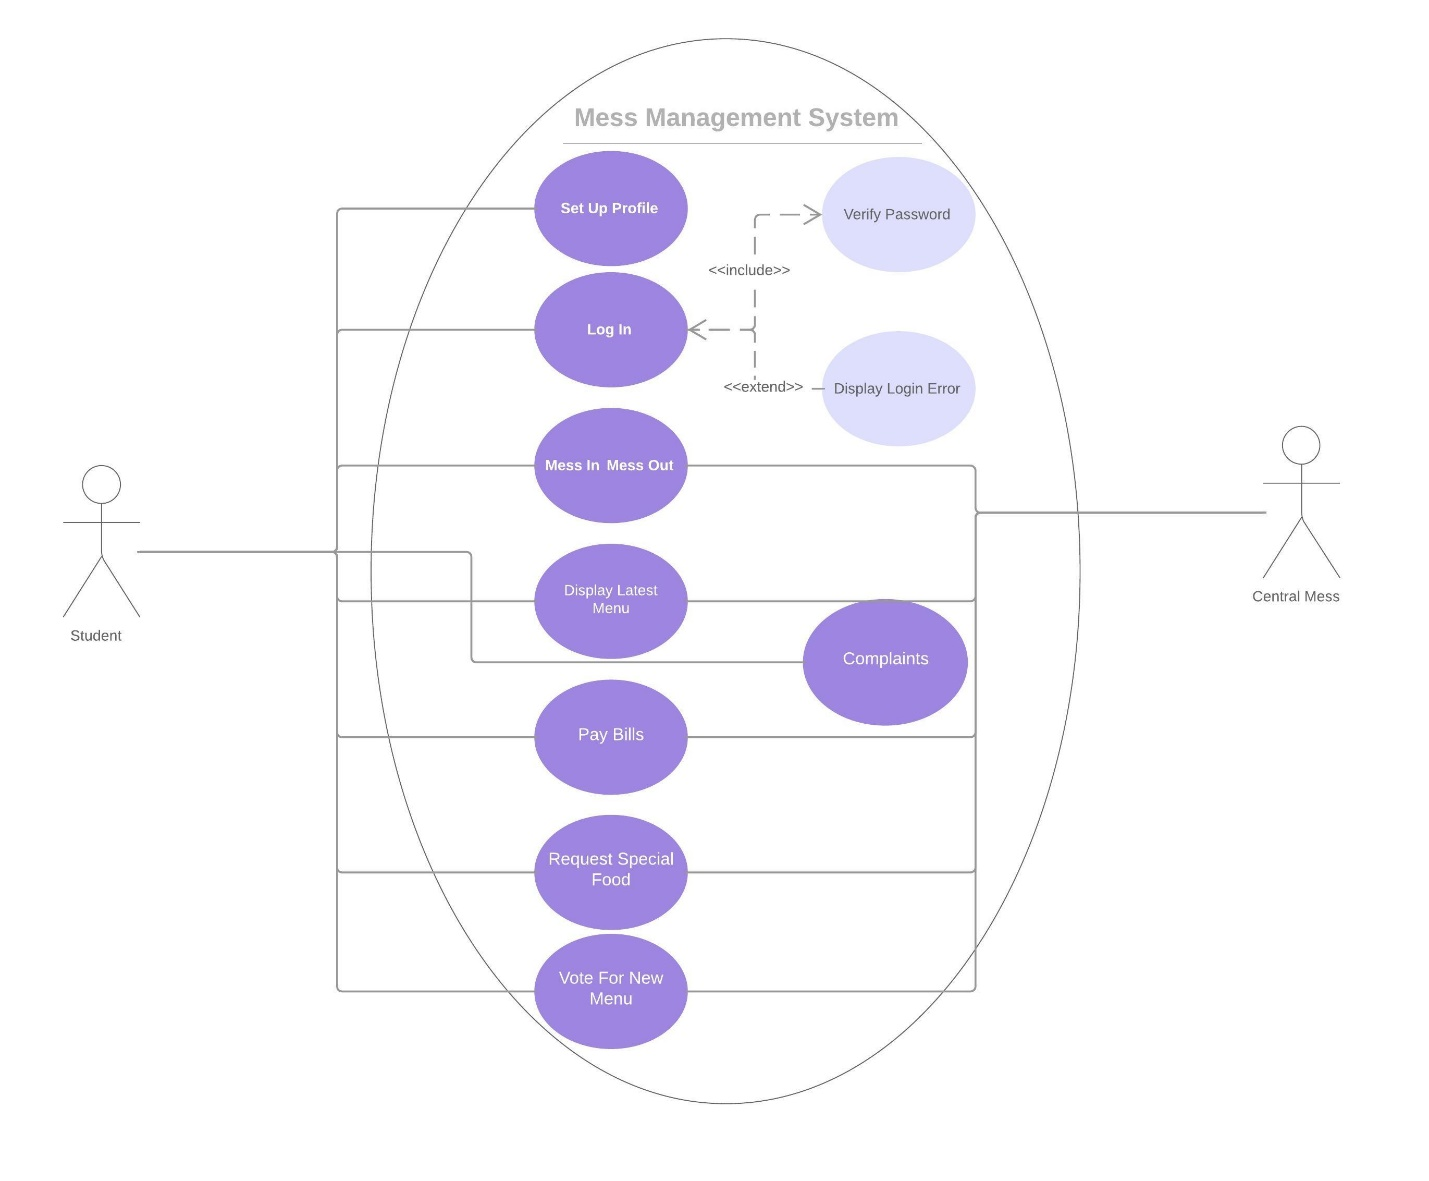 Mess Management System
Set Up Profile
Verify Password
<<include>>
Log In
<<extend>>
Display Login Error
Mess In  Mess Out
Student
Central Mess
Display Latest
Menu
Complaints
Pay Bills
Request Special
Food
Vote For New
Menu